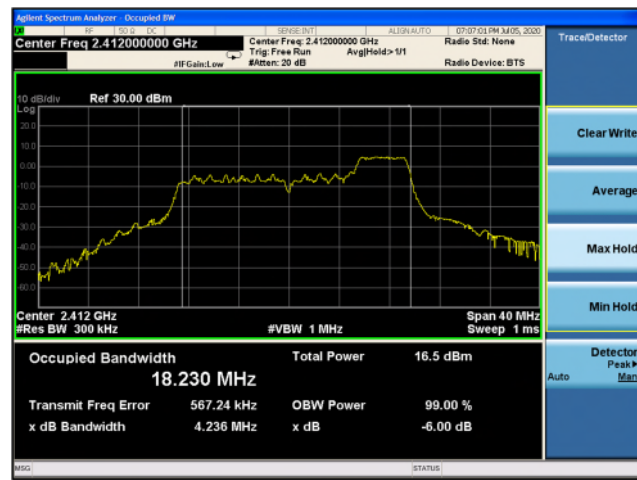 Agilent Spectrum Analyzer - Occupied BW
RF 50 Ω DC SENSE:INT ALIGN AUTO 07:07:01 PM Jul 05, 2020
Center Freq 2.412000000 GHz
Center Freq: 2.412000000 GHz
Radio Std: None
Trace/Detector
Trig: Free Run Avg|Hold:>1/1
#IFGain:Low #Atten: 20 dB Radio Device: BTS
10 dB/div Ref 30.00 dBm
Log
20.0
10.0
0.00
-10.0
-20.0
-30.0
-40.0
-50.0
-60.0
Clear Write
Average
Max Hold
Min Hold
Center 2.412 GHz Span 40 MHz
#Res BW 300 kHz #VBW 1 MHz Sweep 1 ms
Occupied Bandwidth Total Power 16.5 dBm
18.230 MHz
Transmit Freq Error 567.24 kHz OBW Power 99.00 %
x dB Bandwidth 4.236 MHz x dB -6.00 dB
Detector
Peak▶
Auto Man
MSG STATUS